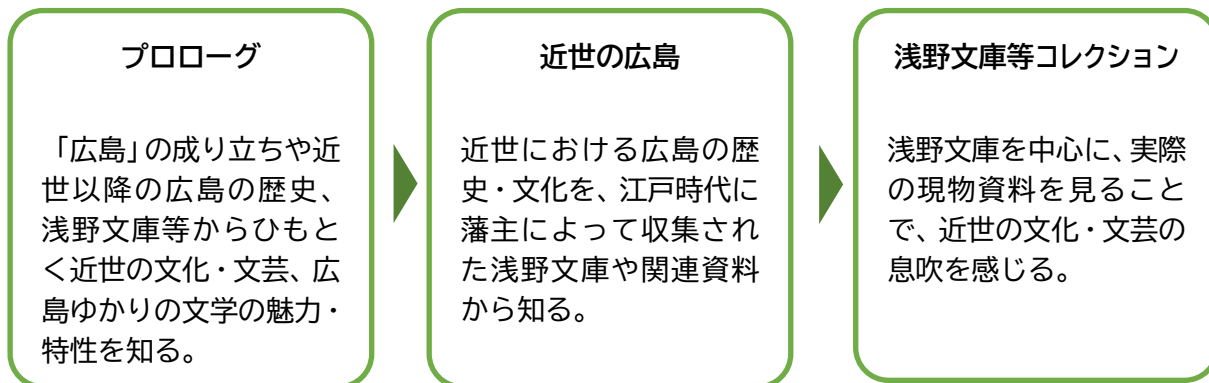 プロローグ
「広島」の成り立ちや近
世以降の広島の歴史、
浅野文庫等からひもと
く近世の文化・文芸、広
島ゆかりの文学の魅力・
特性を知る。
近世の広島
近世における広島の歴
史・文化を、江戸時代に
藩主によって収集され
た浅野文庫や関連資料
から知る。
浅野文庫等コレクション
浅野文庫を中心に、実際
の現物資料を見ること
で、近世の文化・文芸の
息吹を感じる。